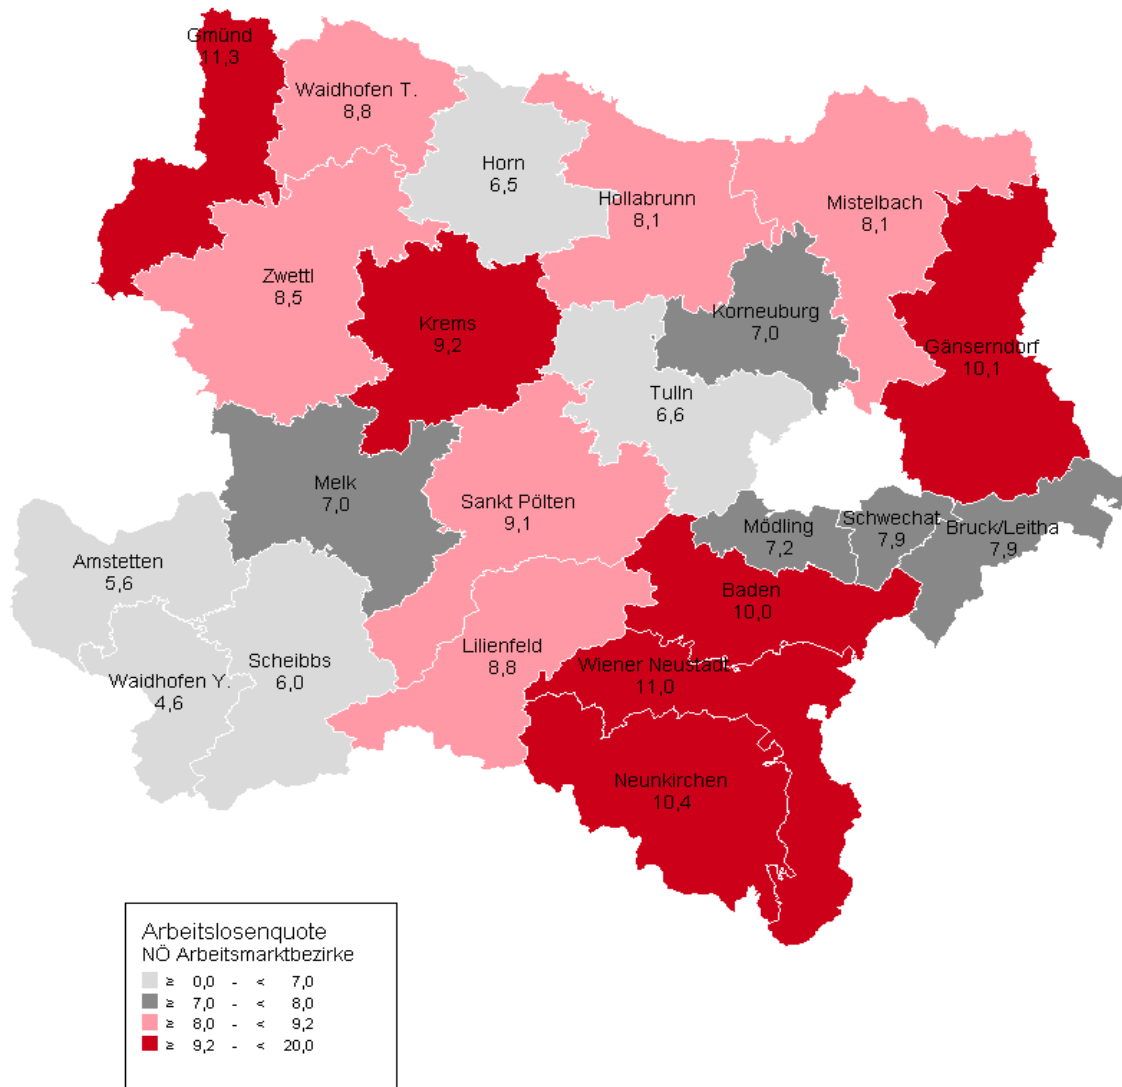 Gmünd
11,3
Waidhofen T.
8,8
Horn
6,5
Hollabrunn
8,1
Mistelbach
8,1
Zwettl
8,5
Krems
9,2
Korneuburg
7,0
Gänserndorf
10,1
Tulln
6,6
Melk
7,0
Sankt Pölten
9,1
Mödling
7,2
Schwechat
7,9
Bruck/Leitha
7,9
Amstetten
5,6
Baden
10,0
Waidhofen Y.
4,6
Scheibbs
6,0
Lilienfeld
8,8
Wiener Neustadt
11,0
Neunkirchen
10,4
Arbeitslosenquote
NÖ Arbeitsmarktbezirke
≥ 0,0 - < 7,0
≥ 7,0 - < 8,0
≥ 8,0 - < 9,2
≥ 9,2 - < 20,0